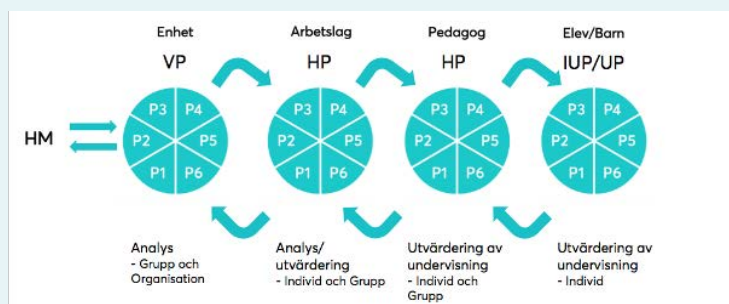 Enhet
VP
Arbetslag
HP
Pedagog
HP
Elev/Barn
IUP/UP
HM
P3 P4
P2 P5
P1 P6
P3 P4
P2 P5
P1 P6
P3 P4
P2 P5
P1 P6
P3 P4
P2 P5
P1 P6
Analys
- Grupp och
Organisation
Analys/
utvärdering
- Individ och Grupp
Utvärdering av
undervisning
- Individ och
Grupp
Utvärdering av
undervisning
- Individ